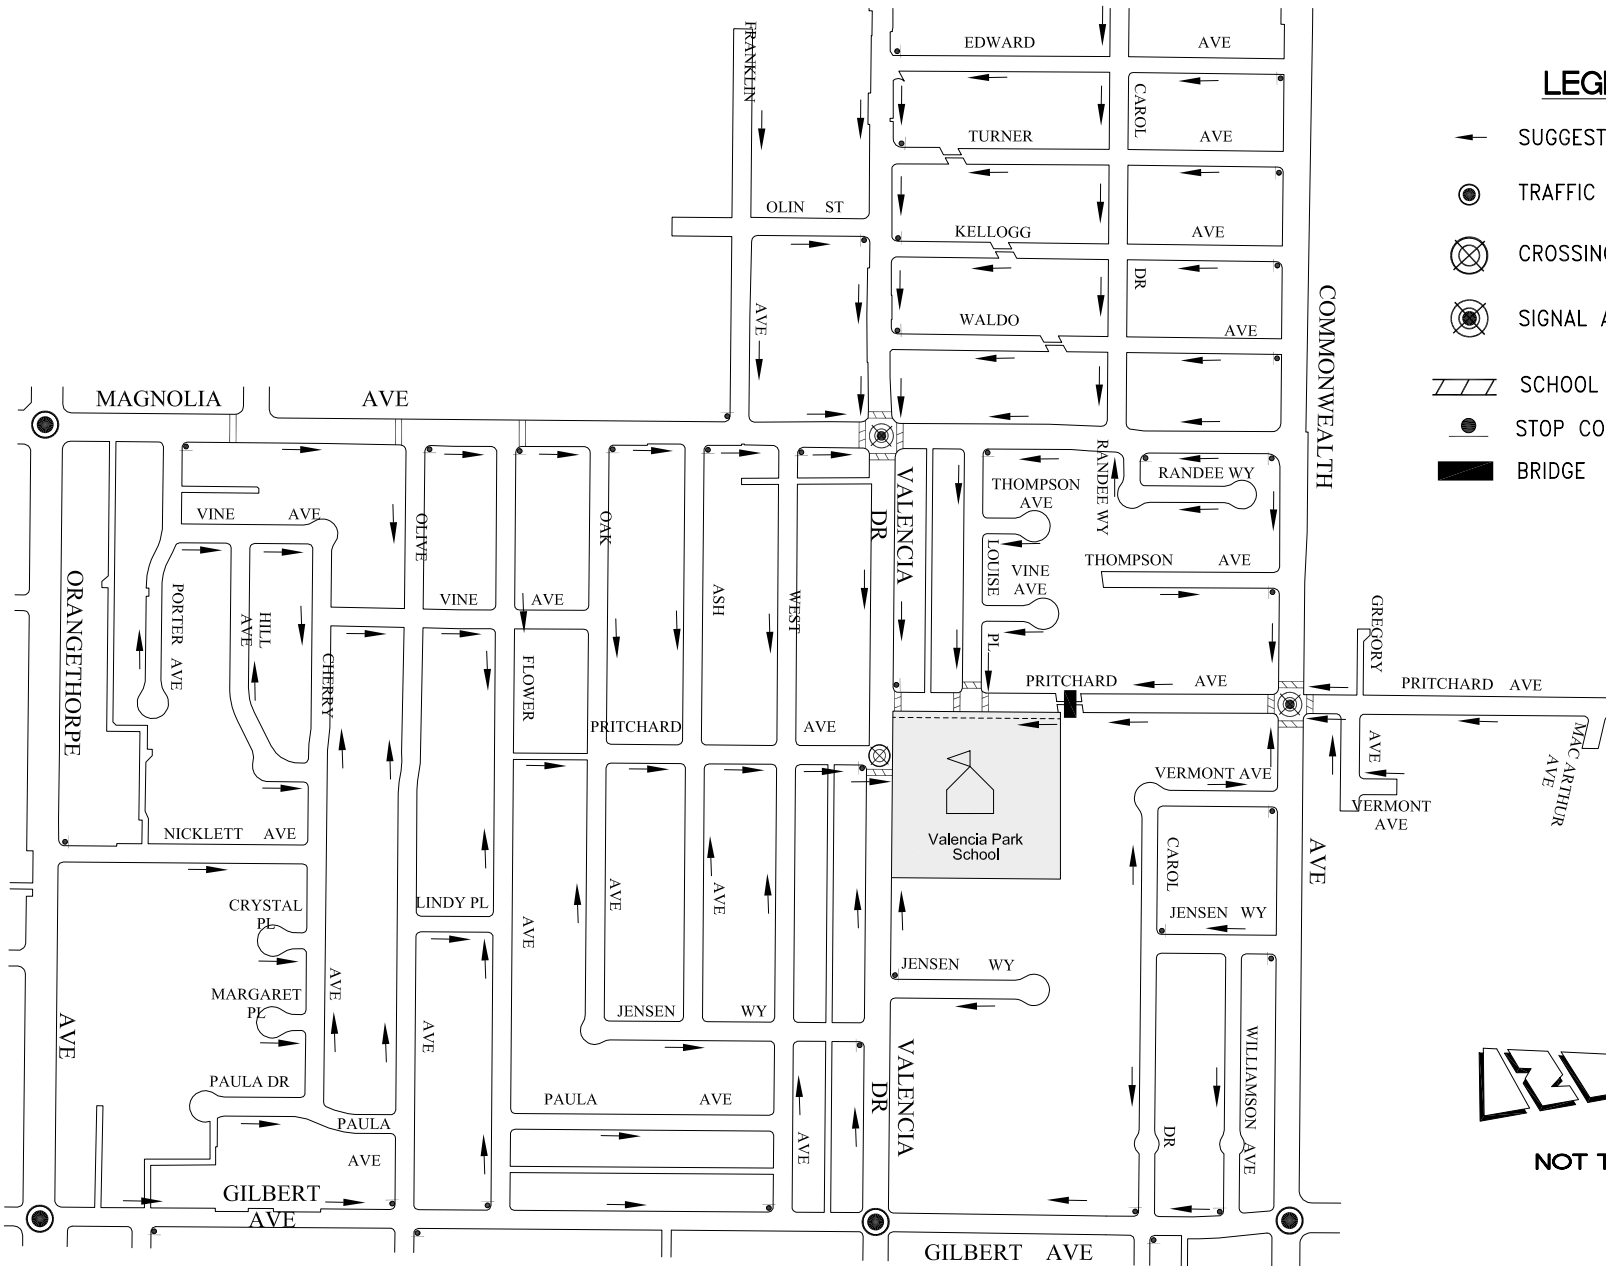 FRANKLIN
EDWARD AVE
CAROL
TURNER AVE
OLIN ST
KELLOGG AVE
DR
WALDO AVE
AVE
COMMONWEALTH
LEGE
SUGGEST
TRAFFIC
CROSSING
SIGNAL A
SCHOOL
STOP CO
BRIDGE
MAGNOLIA AVE
VINE AVE
OLIVE
OAK
VALENCIA
DR
THOMPSON
AVE
RANDEE WY
RANDEE WY
LOUISE
VINE
AVE
THOMPSON AVE
PL
ORANGETHORPE
PORTER AVE
HILL
AVE
CHERRY
VINE AVE
FLOWER
ASH
WEST
PRITCHARD AVE
PRITCHARD AVE
GREGORY
PRITCHARD AVE
AVE
MAC ARTHUR
AVE
VERMONT AVE
VERMONT
AVE
NICKLETT AVE
Valencia Park
School
CAROL
AVE
CRYSTAL
PL
LINDY PL
AVE
AVE
AVE
JENSEN WY
JENSEN WY
MARGARET
PL
AVE
JENSEN WY
AVE
AVE
PAULA DR
PAULA
AVE
PAULA AVE
VALENCIA
DR
AVE
WILLIAMSON AVE
DR
GILBERT
AVE
GILBERT AVE
NOT T